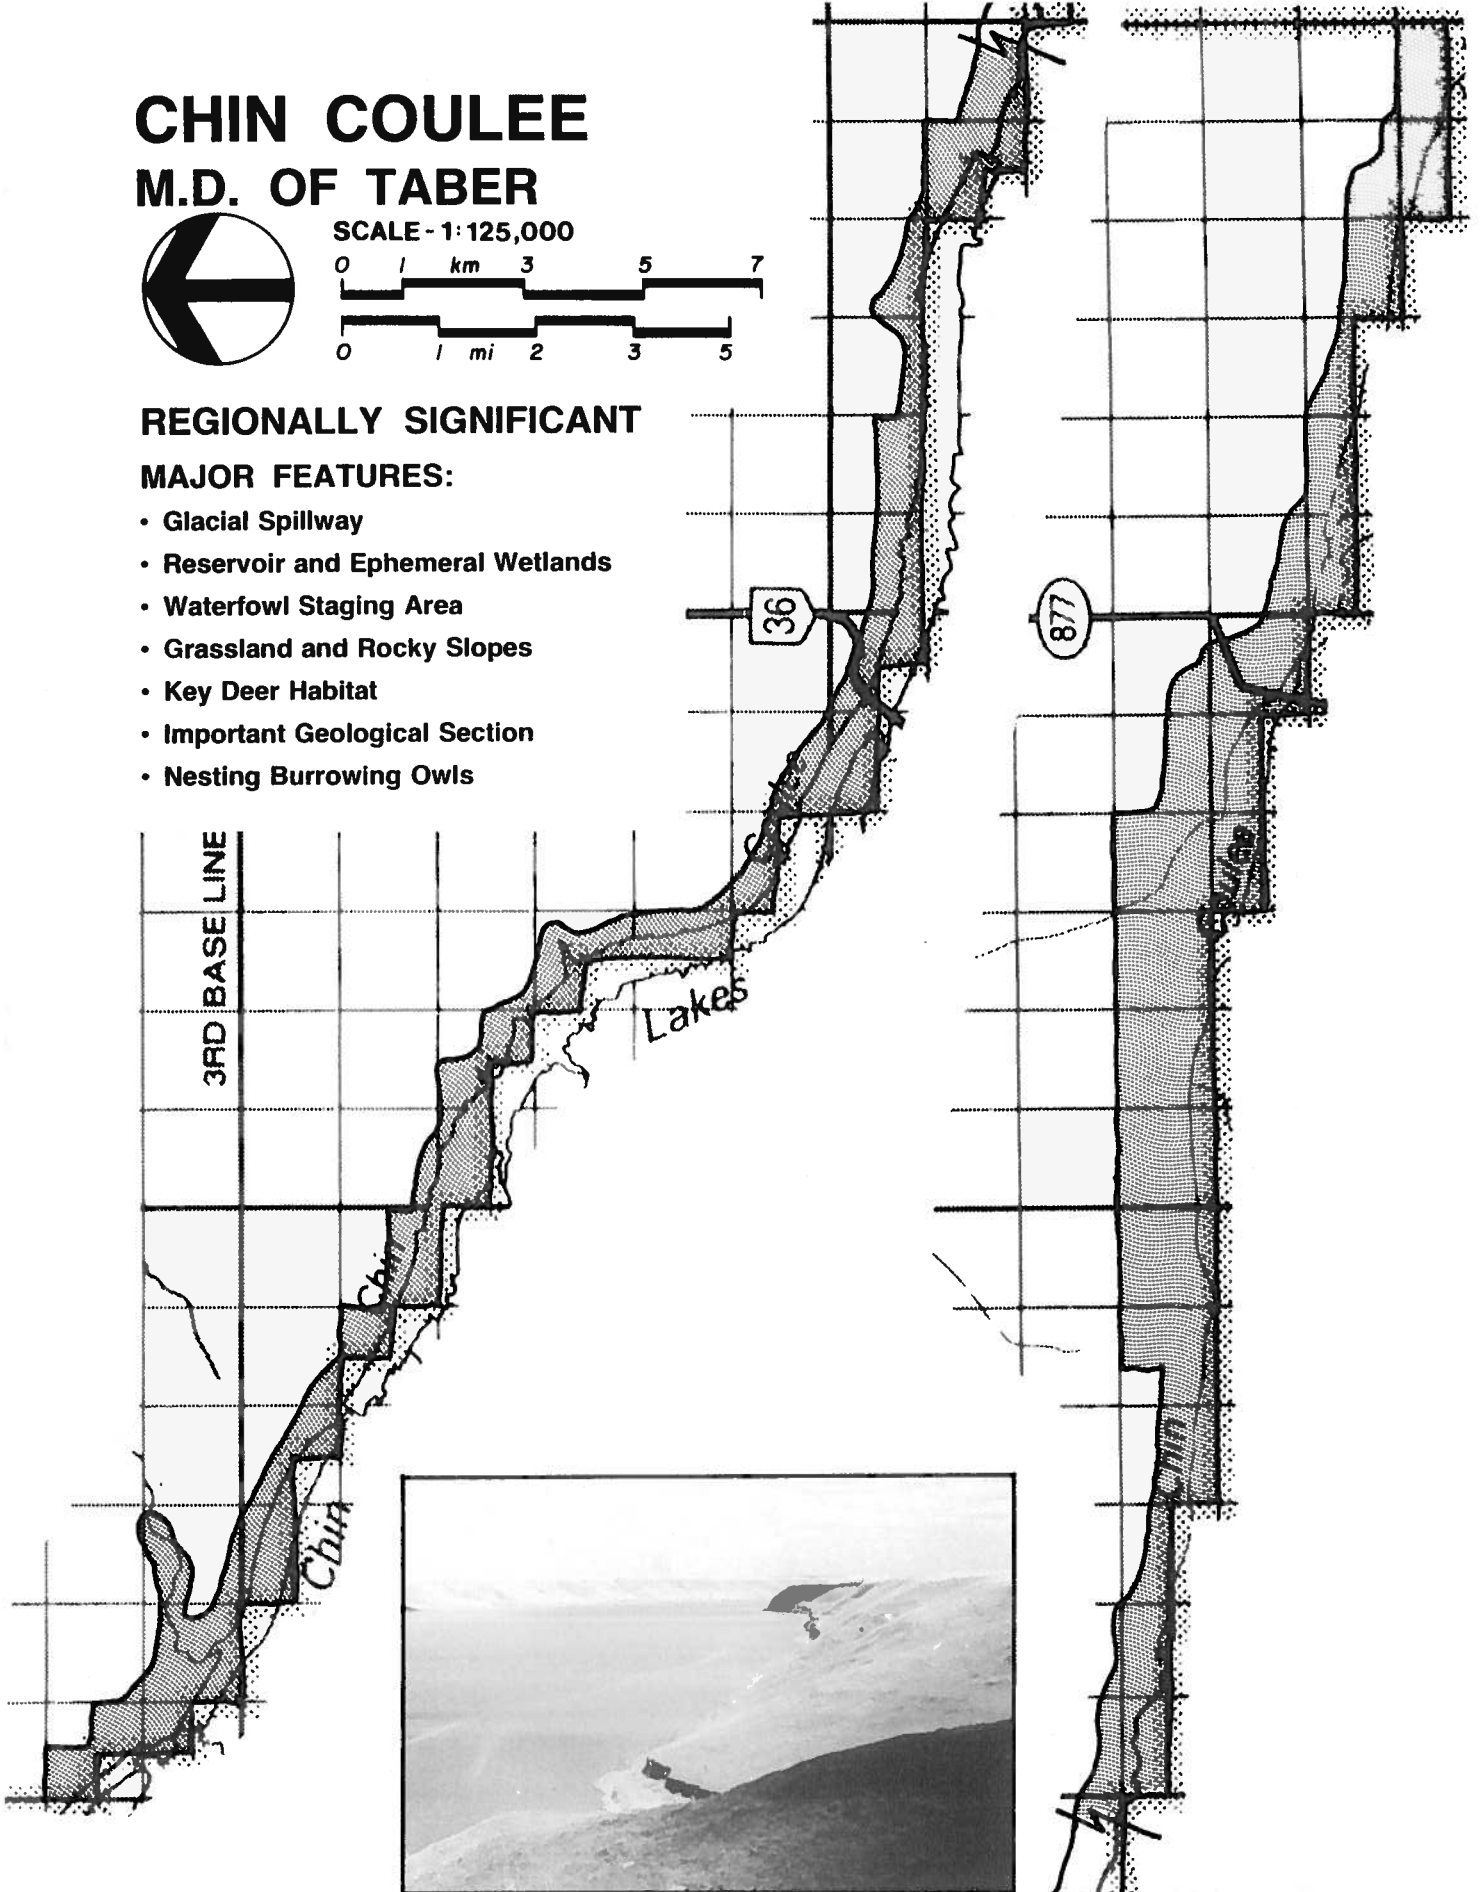 CHIN COULEE
M.D. OF TABER
SCALE - 1:125,000
0 1 km 3 5 7
0 1 mi 2 3 5
REGIONALLY SIGNIFICANT
MAJOR FEATURES:
• Glacial Spillway
• Reservoir and Ephemeral Wetlands
• Waterfowl Staging Area
• Grassland and Rocky Slopes
• Key Deer Habitat
• Important Geological Section
• Nesting Burrowing Owls
36
877
3RD BASE LINE
Lakes
Chin
Chin
Chin